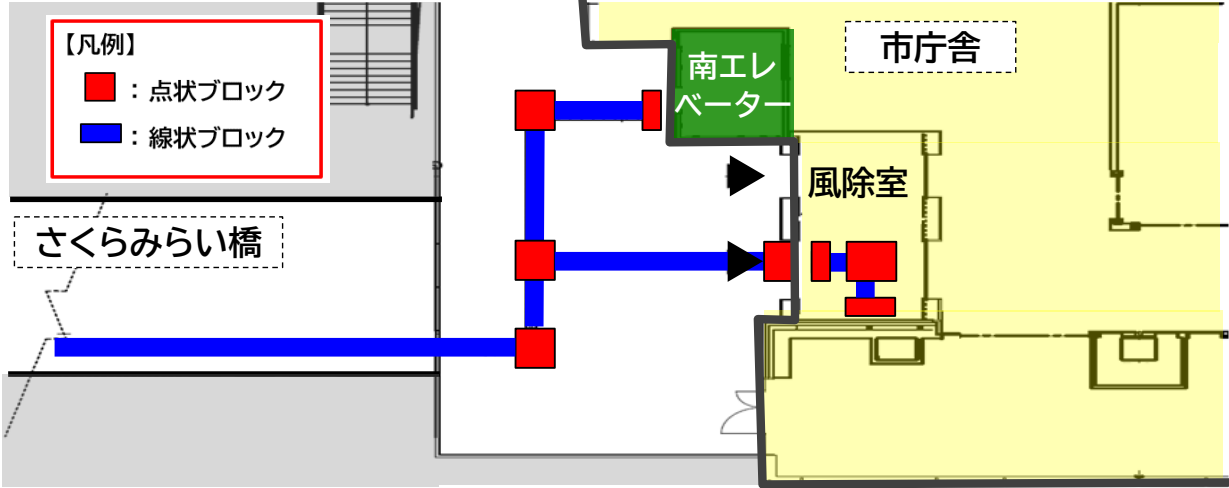 【凡例】
：点状ブロック
：線状ブロック
南エレ
ベーター
市庁舎
風除室
さくらみらい橋